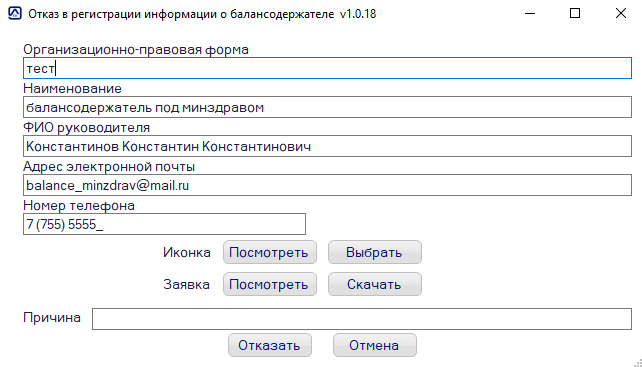 Отказ в регистрации информации о балансодержателе v1.0.18
Организационно-правовая форма
тест
Наименование
балансодержатель под минздравом
ФИО руководителя
Константинов Константин Константинович
Адрес электронной почты
balance_minzdrav@mail.ru
Номер телефона
7 (755) 5555_
Иконка Посмотреть Выбрать
Заявка Посмотреть Скачать
Причина
Отказать Отмена